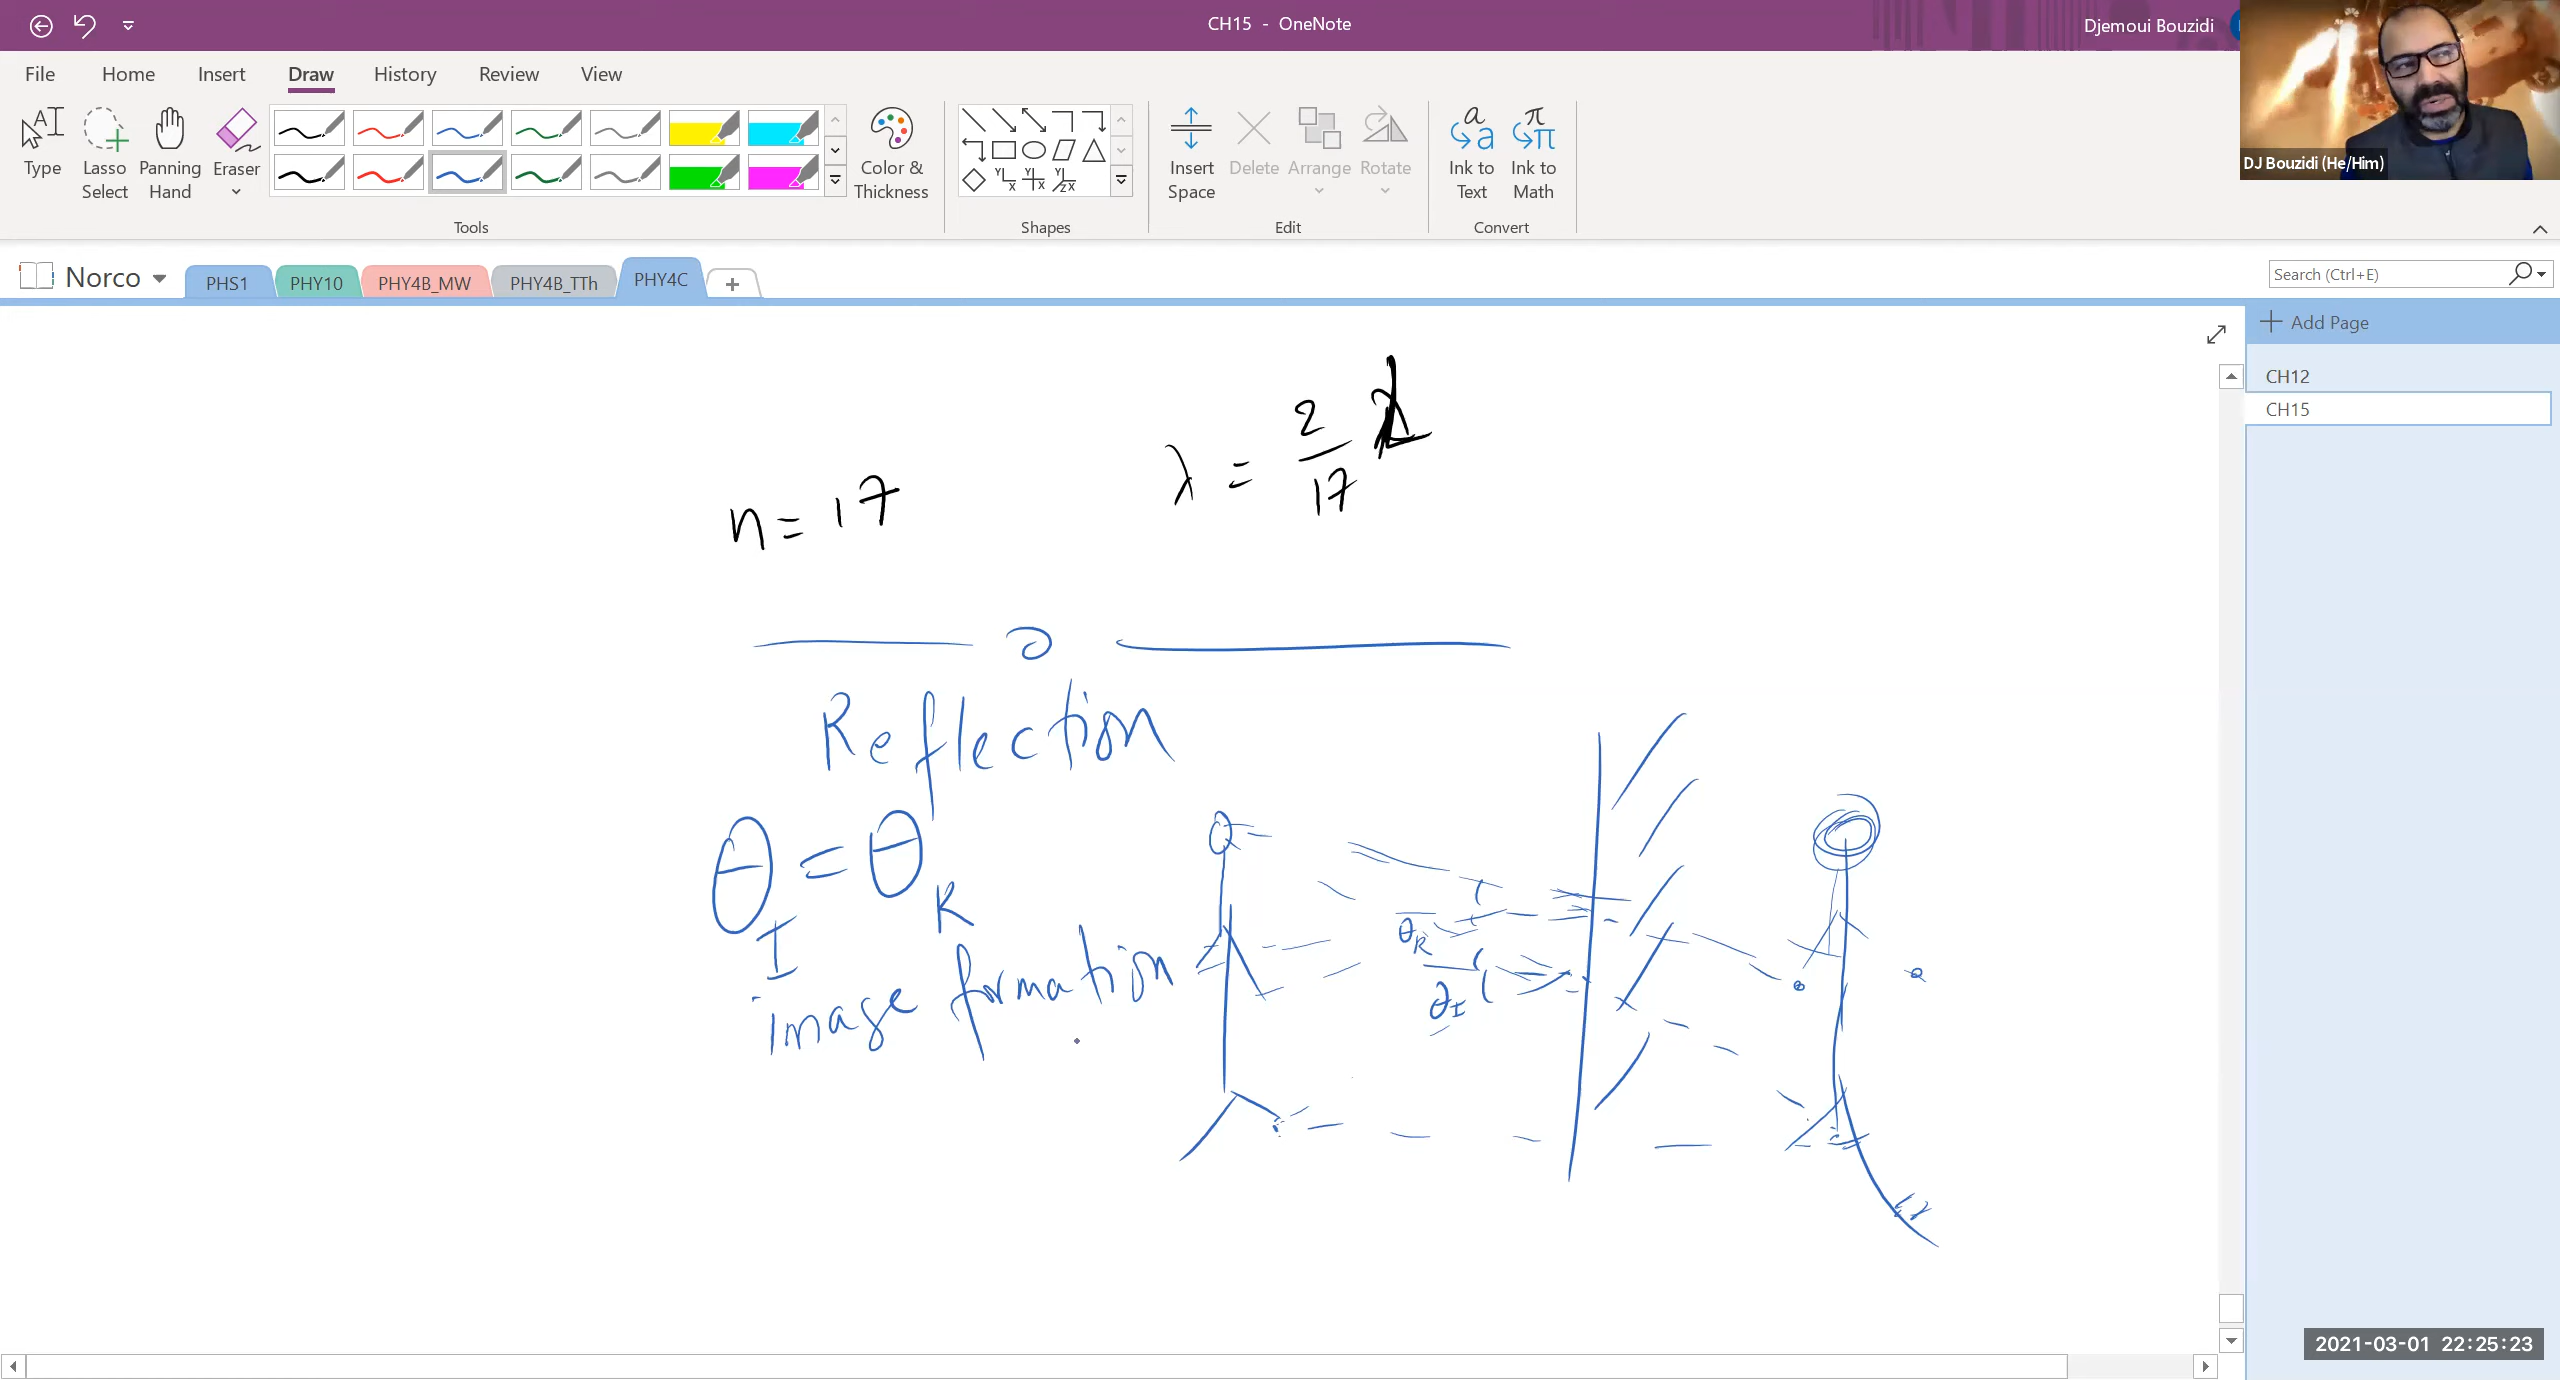 CH15 - OneNote
Djemoui Bouzidi
File Home Insert Draw History Review View
Type
Lasso Select
Panning Hand
Eraser
Color & Thickness
Insert Space
Delete
Arrange
Rotate
Ink to Text
Ink to Math
Tools
Shapes
Edit
Convert
DJ Bouzidi (He/Him)
Norco PHS1 PHY10 PHY4B_MW PHY4B_TTh PHY4C
Search (Ctrl+E)
Add Page
CH12
CH15
n = 17
λ = 2/17
Reflection
θI = θR
image formation
θR
θI
2021-03-01 22:25:23